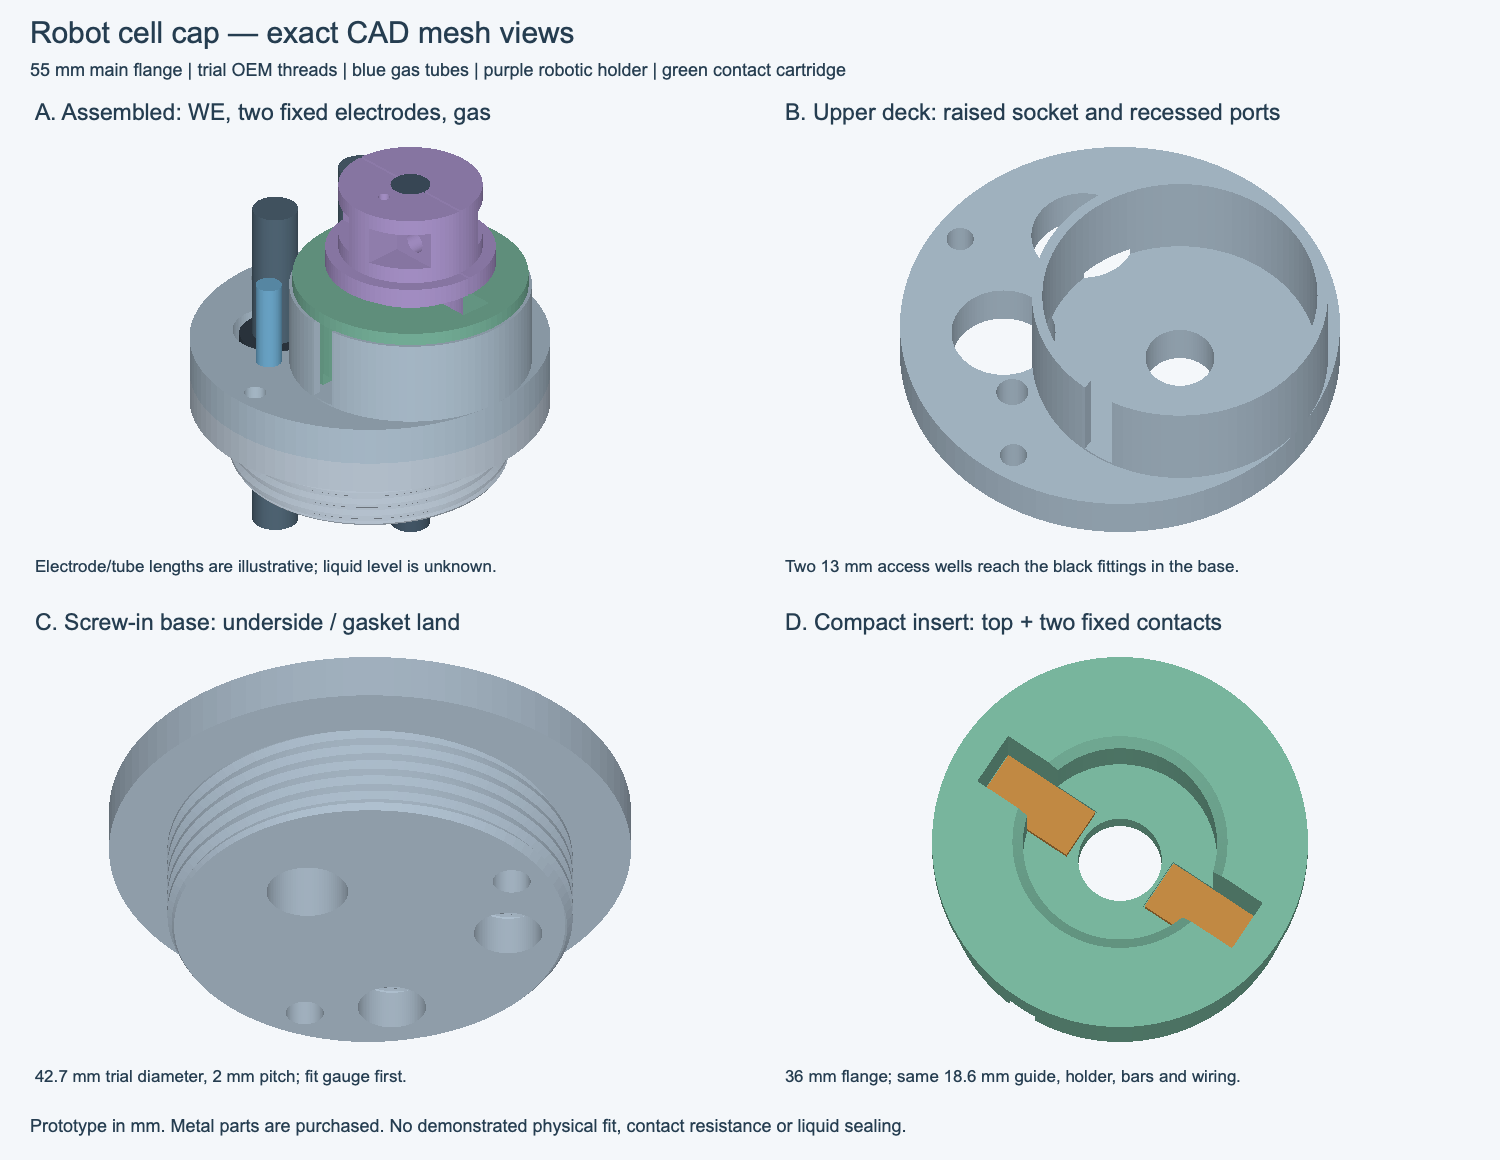 Robot cell cap — exact CAD mesh views
55 mm main flange | trial OEM threads | blue gas tubes | purple robotic holder | green contact cartridge
A. Assembled: WE, two fixed electrodes, gas
B. Upper deck: raised socket and recessed ports
Electrode/tube lengths are illustrative; liquid level is unknown.
Two 13 mm access wells reach the black fittings in the base.
C. Screw-in base: underside / gasket land
D. Compact insert: top + two fixed contacts
42.7 mm trial diameter, 2 mm pitch; fit gauge first.
36 mm flange; same 18.6 mm guide, holder, bars and wiring.
Prototype in mm. Metal parts are purchased. No demonstrated physical fit, contact resistance or liquid sealing.